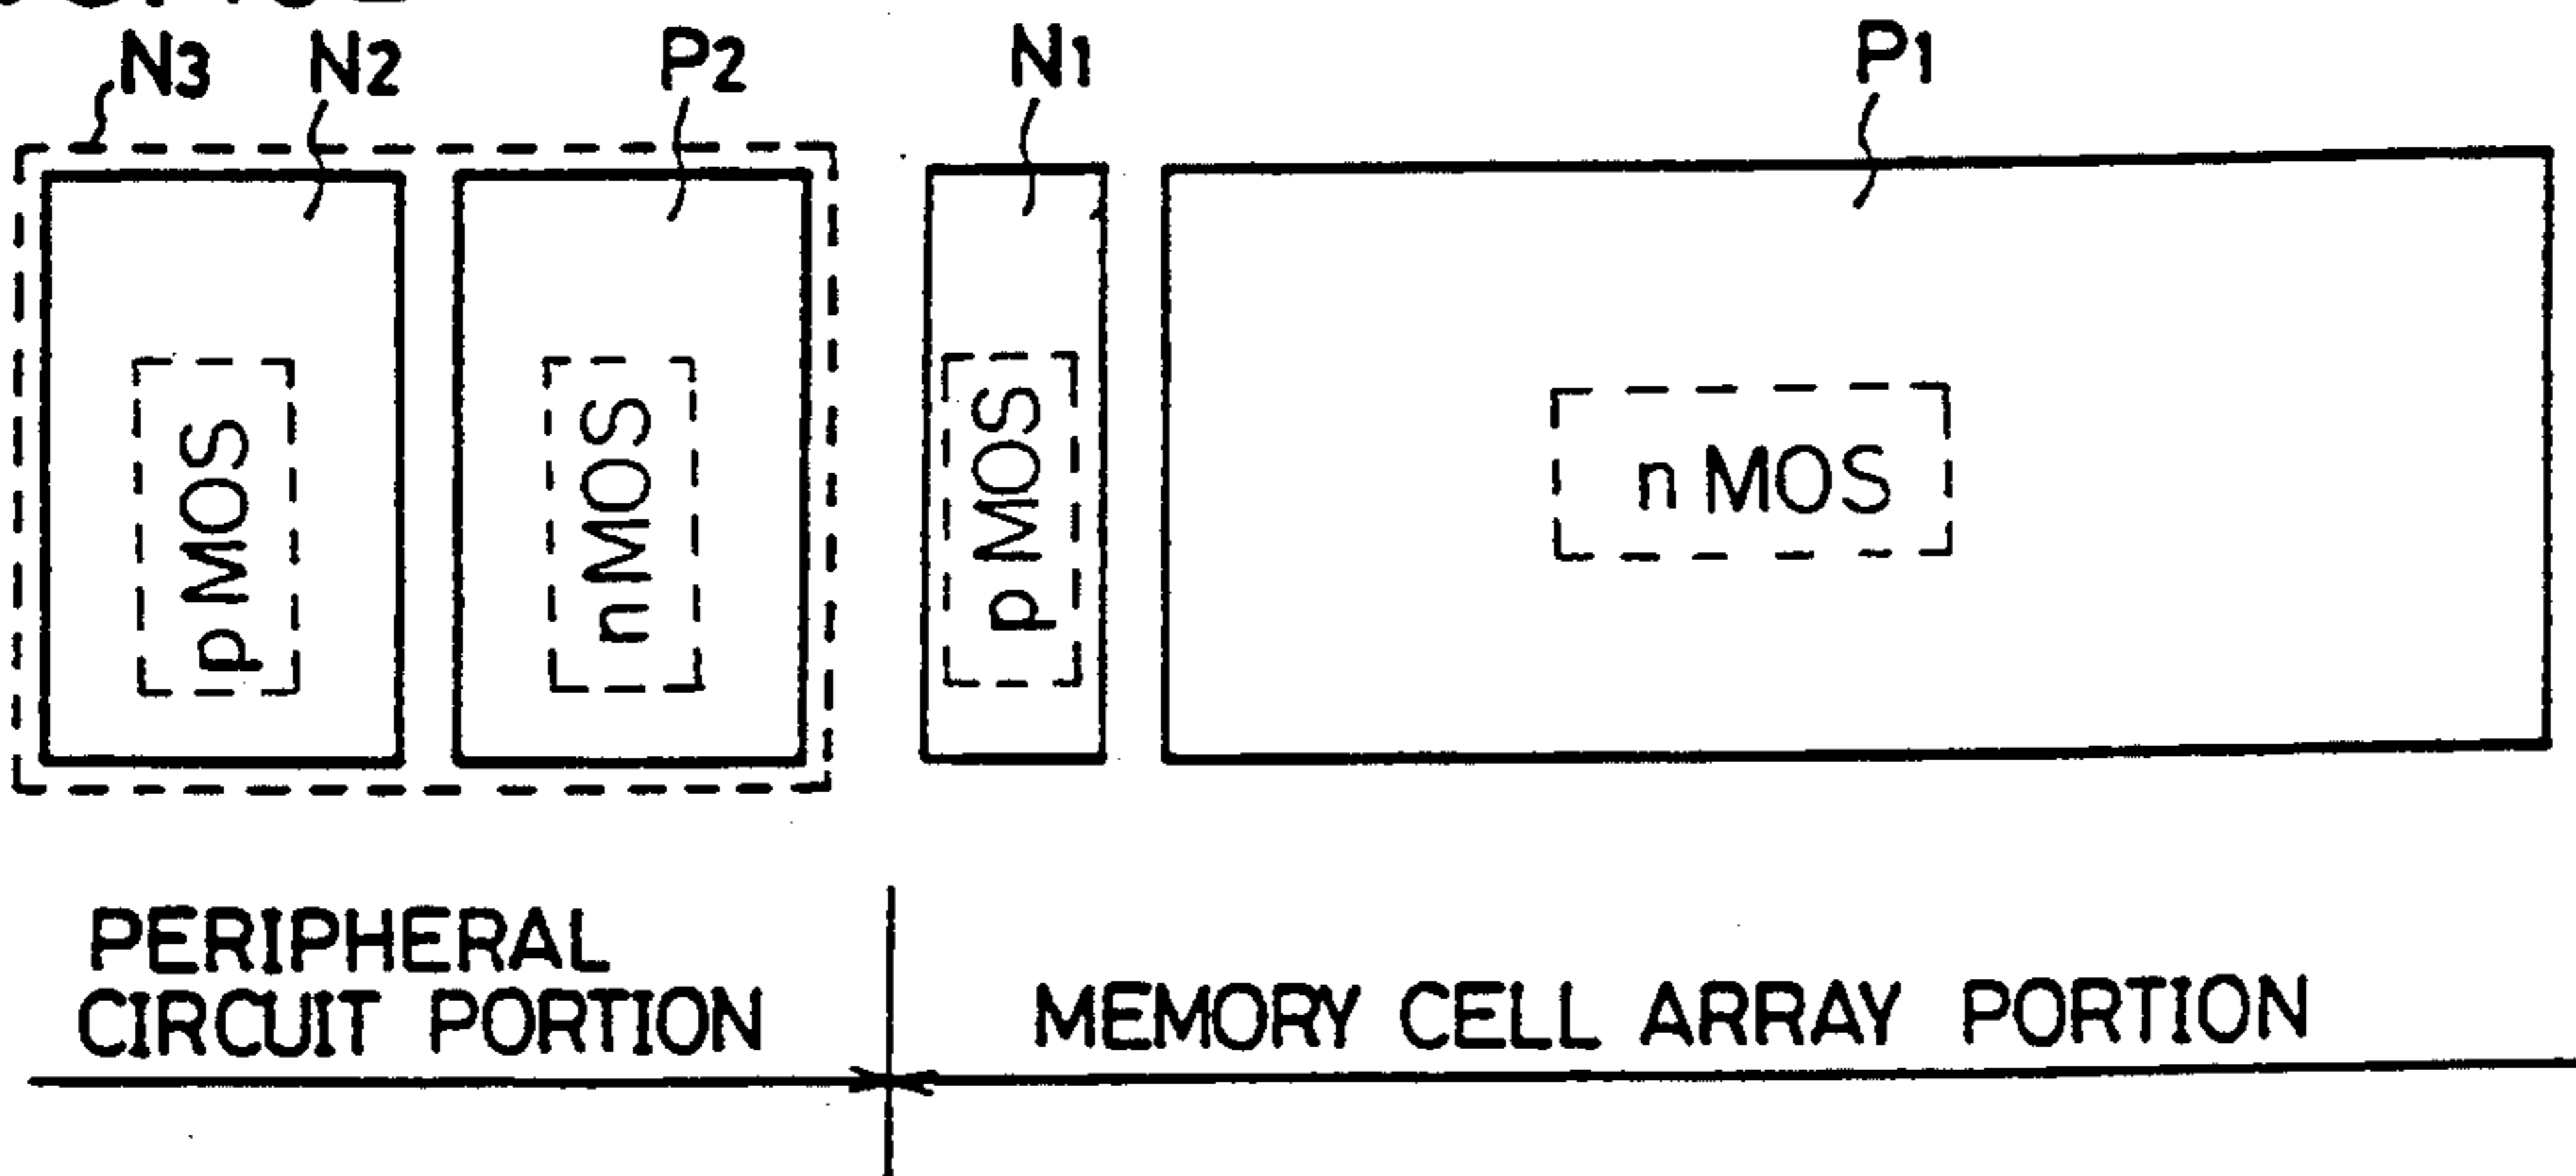 N3 N2 P2 N1 P1
pMOS nMOS pMOS nMOS
PERIPHERAL
CIRCUIT PORTION
MEMORY CELL ARRAY PORTION